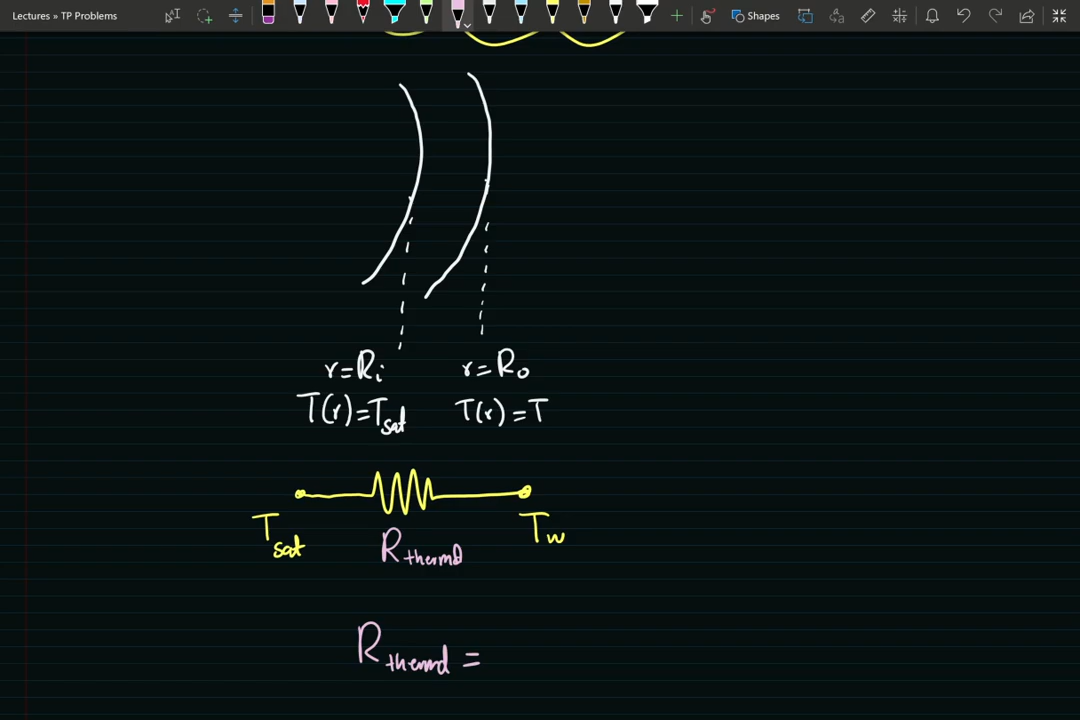 Lectures » TP Problems
Shapes
r=Ri r=Ro
T(r)=Tsat T(r)=T
Tsat Rthermal Tw
Rthermal =